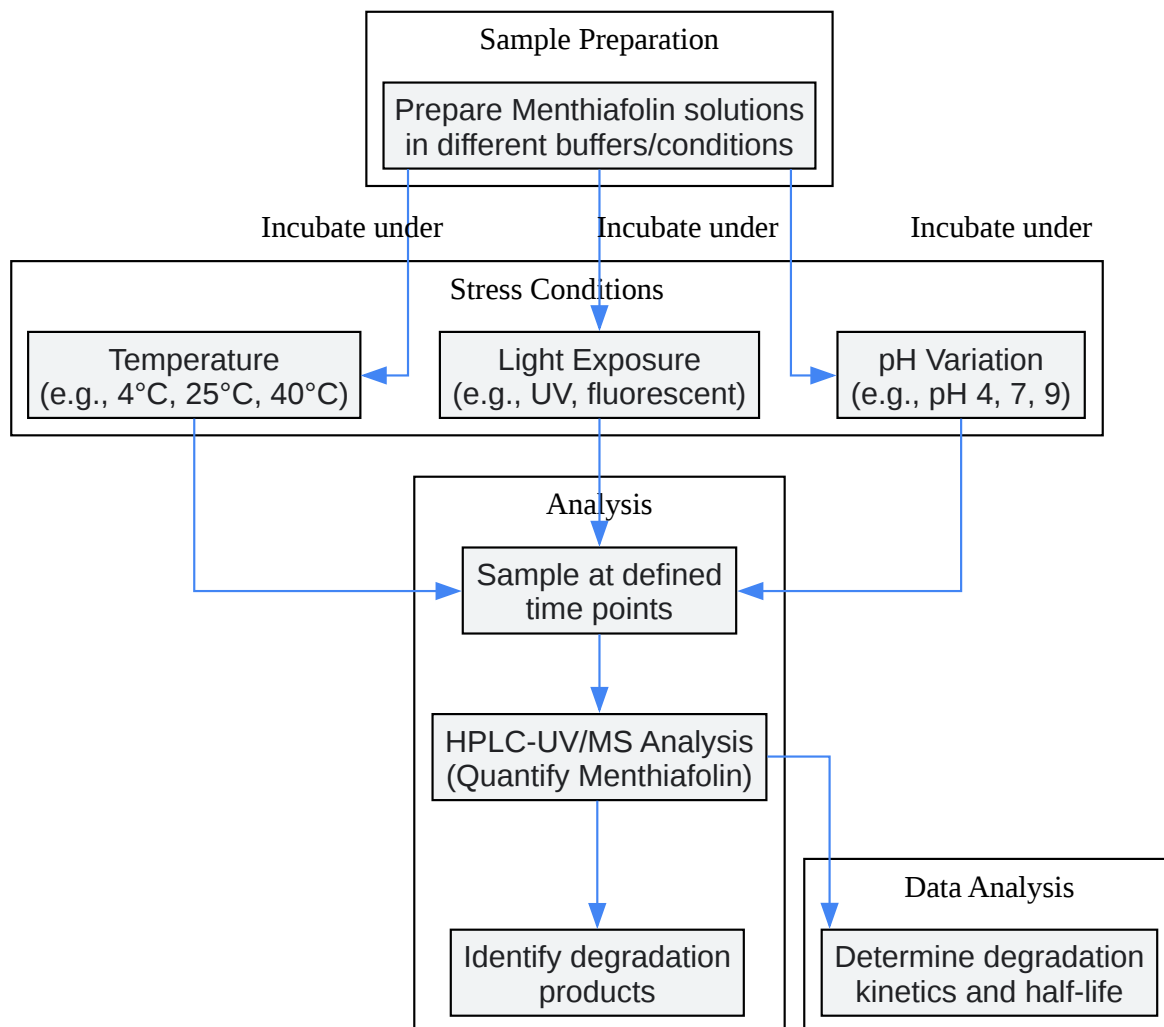 Sample Preparation
Prepare Menthiafolin solutions
in different buffers/conditions
Incubate under
Incubate under
Incubate under
Stress Conditions
Temperature
(e.g., 4°C, 25°C, 40°C)
Light Exposure
(e.g., UV, fluorescent)
pH Variation
(e.g., pH 4, 7, 9)
Analysis
Sample at defined
time points
HPLC-UV/MS Analysis
(Quantify Menthiafolin)
Identify degradation
products
Data Analysis
Determine degradation
kinetics and half-life